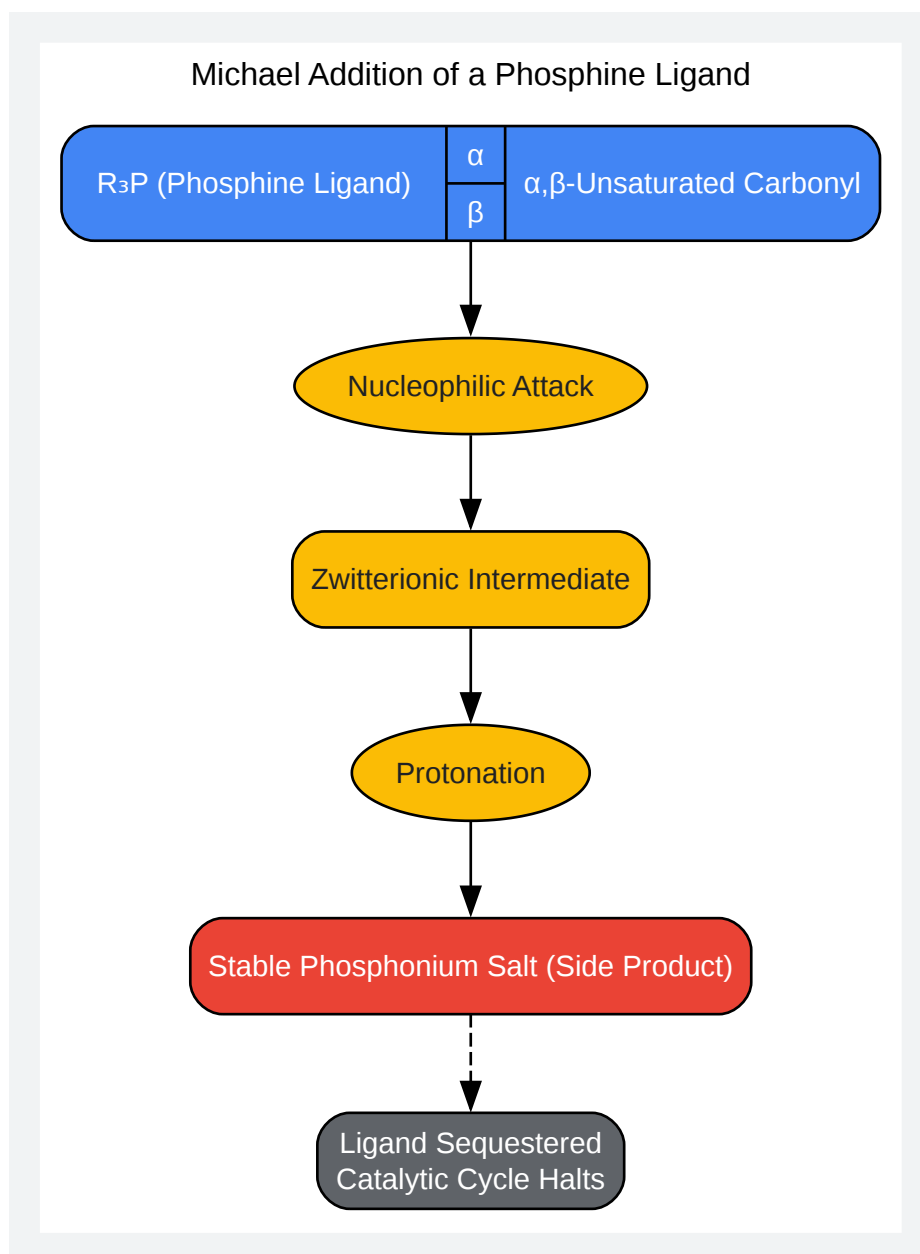 Michael Addition of a Phosphine Ligand
R₃P (Phosphine Ligand)
α
β
α,β-Unsaturated Carbonyl
Nucleophilic Attack
Zwitterionic Intermediate
Protonation
Stable Phosphonium Salt (Side Product)
Ligand Sequestered
Catalytic Cycle Halts